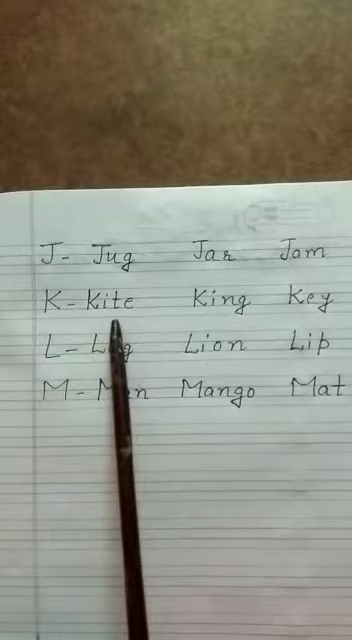 J- Jug Jar Jam
K- Kite King Key
L- Lion Lip
M- Mango Mat